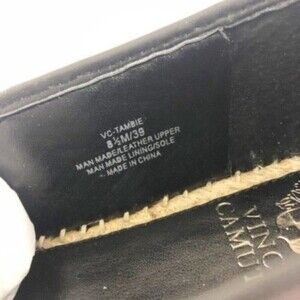 VC-TAMBIE
8½M/39
MAN MADE/LEATHER UPPER
MAN MADE LINING/SOLE
MADE IN CHINA
VINC
CAMU